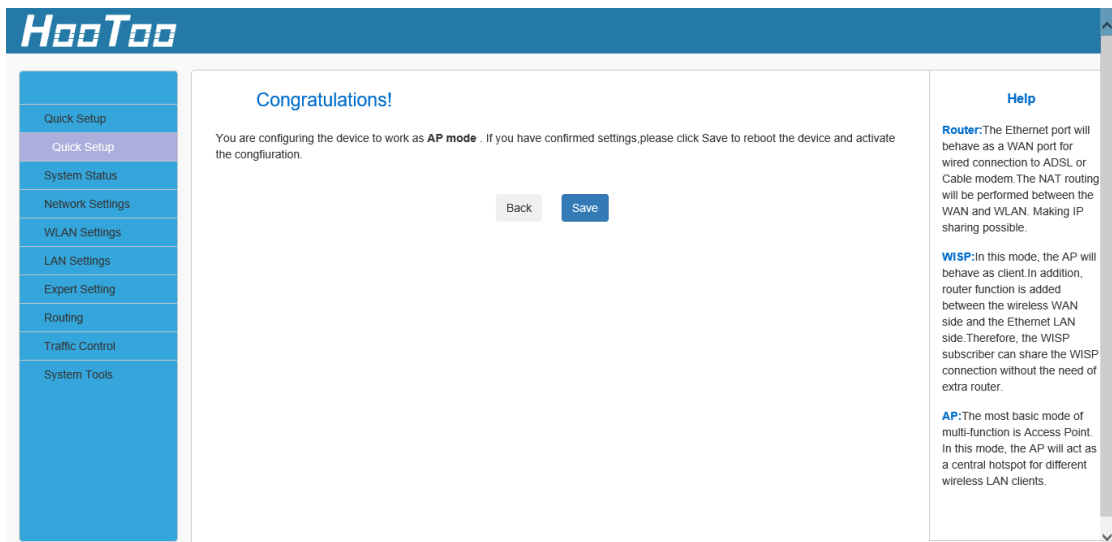 HooToo
Quick Setup
Quick Setup
System Status
Network Settings
WLAN Settings
LAN Settings
Expert Setting
Routing
Traffic Control
System Tools
Congratulations!
You are configuring the device to work as AP mode . If you have confirmed settings,please click Save to reboot the device and activate
the congfiuration.
Back
Save
Help
Router:The Ethernet port will
behave as a WAN port for
wired connection to ADSL or
Cable modem.The NAT routing
will be performed between the
WAN and WLAN. Making IP
sharing possible.
WISP:In this mode, the AP will
behave as client.In addition,
router function is added
between the wireless WAN
side and the Ethernet LAN
side.Therefore, the WISP
subscriber can share the WISP
connection without the need of
extra router.
AP:The most basic mode of
multi-function is Access Point.
In this mode, the AP will act as
a central hotspot for different
wireless LAN clients.